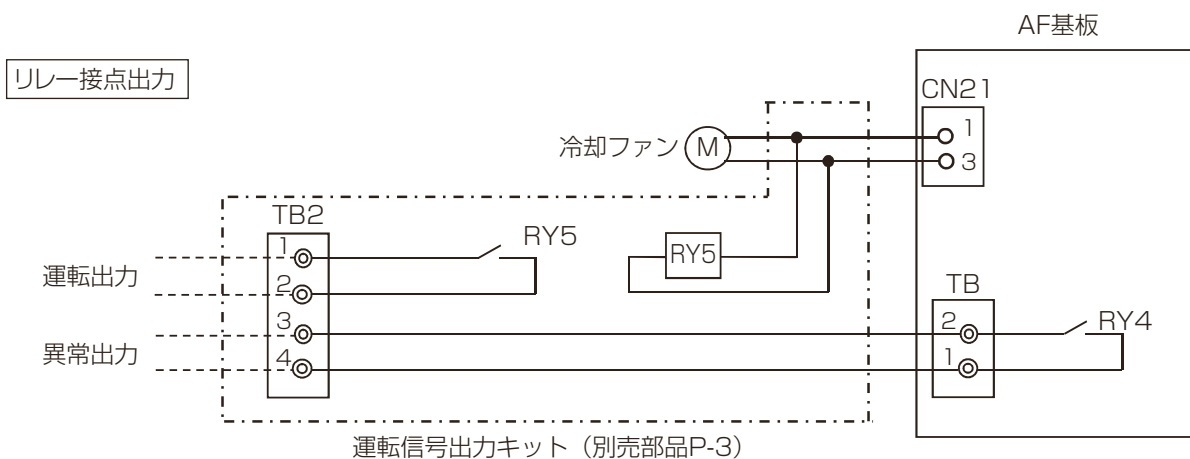 AF基板
リレー接点出力
CN21
1
冷却ファン
M
3
TB2
1
RY5
RY5
運転出力
2
TB
3
2
RY4
異常出力
4
1
運転信号出力キット（別売部品P-3）